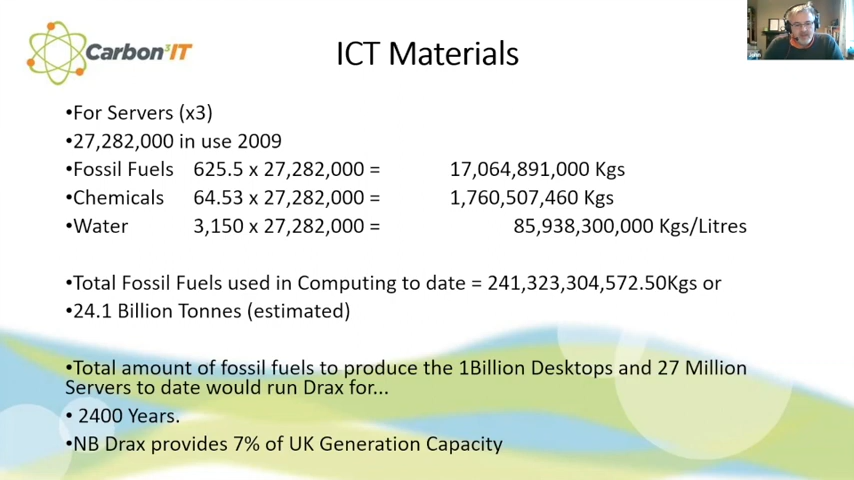 Carbon3IT
ICT Materials
•For Servers (x3)
•27,282,000 in use 2009
•Fossil Fuels 625.5 x 27,282,000 = 17,064,891,000 Kgs
•Chemicals 64.53 x 27,282,000 = 1,760,507,460 Kgs
•Water 3,150 x 27,282,000 = 85,938,300,000 Kgs/Litres
•Total Fossil Fuels used in Computing to date = 241,323,304,572.50Kgs or
•24.1 Billion Tonnes (estimated)
•Total amount of fossil fuels to produce the 1Billion Desktops and 27 Million
Servers to date would run Drax for...
• 2400 Years.
•NB Drax provides 7% of UK Generation Capacity